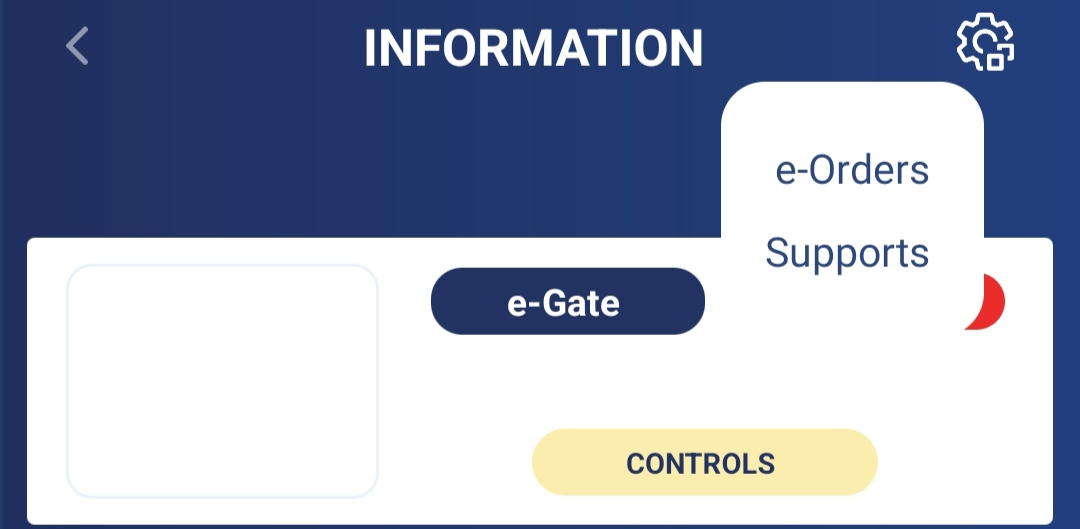 INFORMATION
e-Orders
Supports
e-Gate
CONTROLS